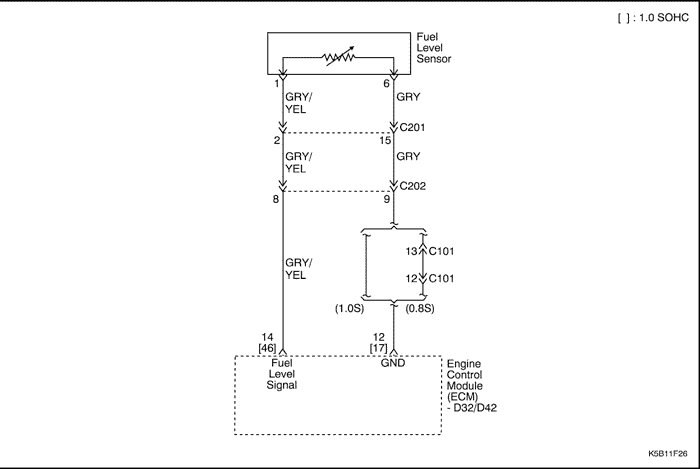 [ ] : 1.0 SOHC
Fuel
Level
Sensor
1
6
GRY/
YEL
GRY
C201
2
15
GRY/
YEL
GRY
C202
8
9
13
C101
GRY/
YEL
12
C101
(1.0S)
(0.8S)
14
[46]
12
[17]
Fuel
Level
Signal
GND
Engine
Control
Module
(ECM)
- D32/D42
K5B11F26